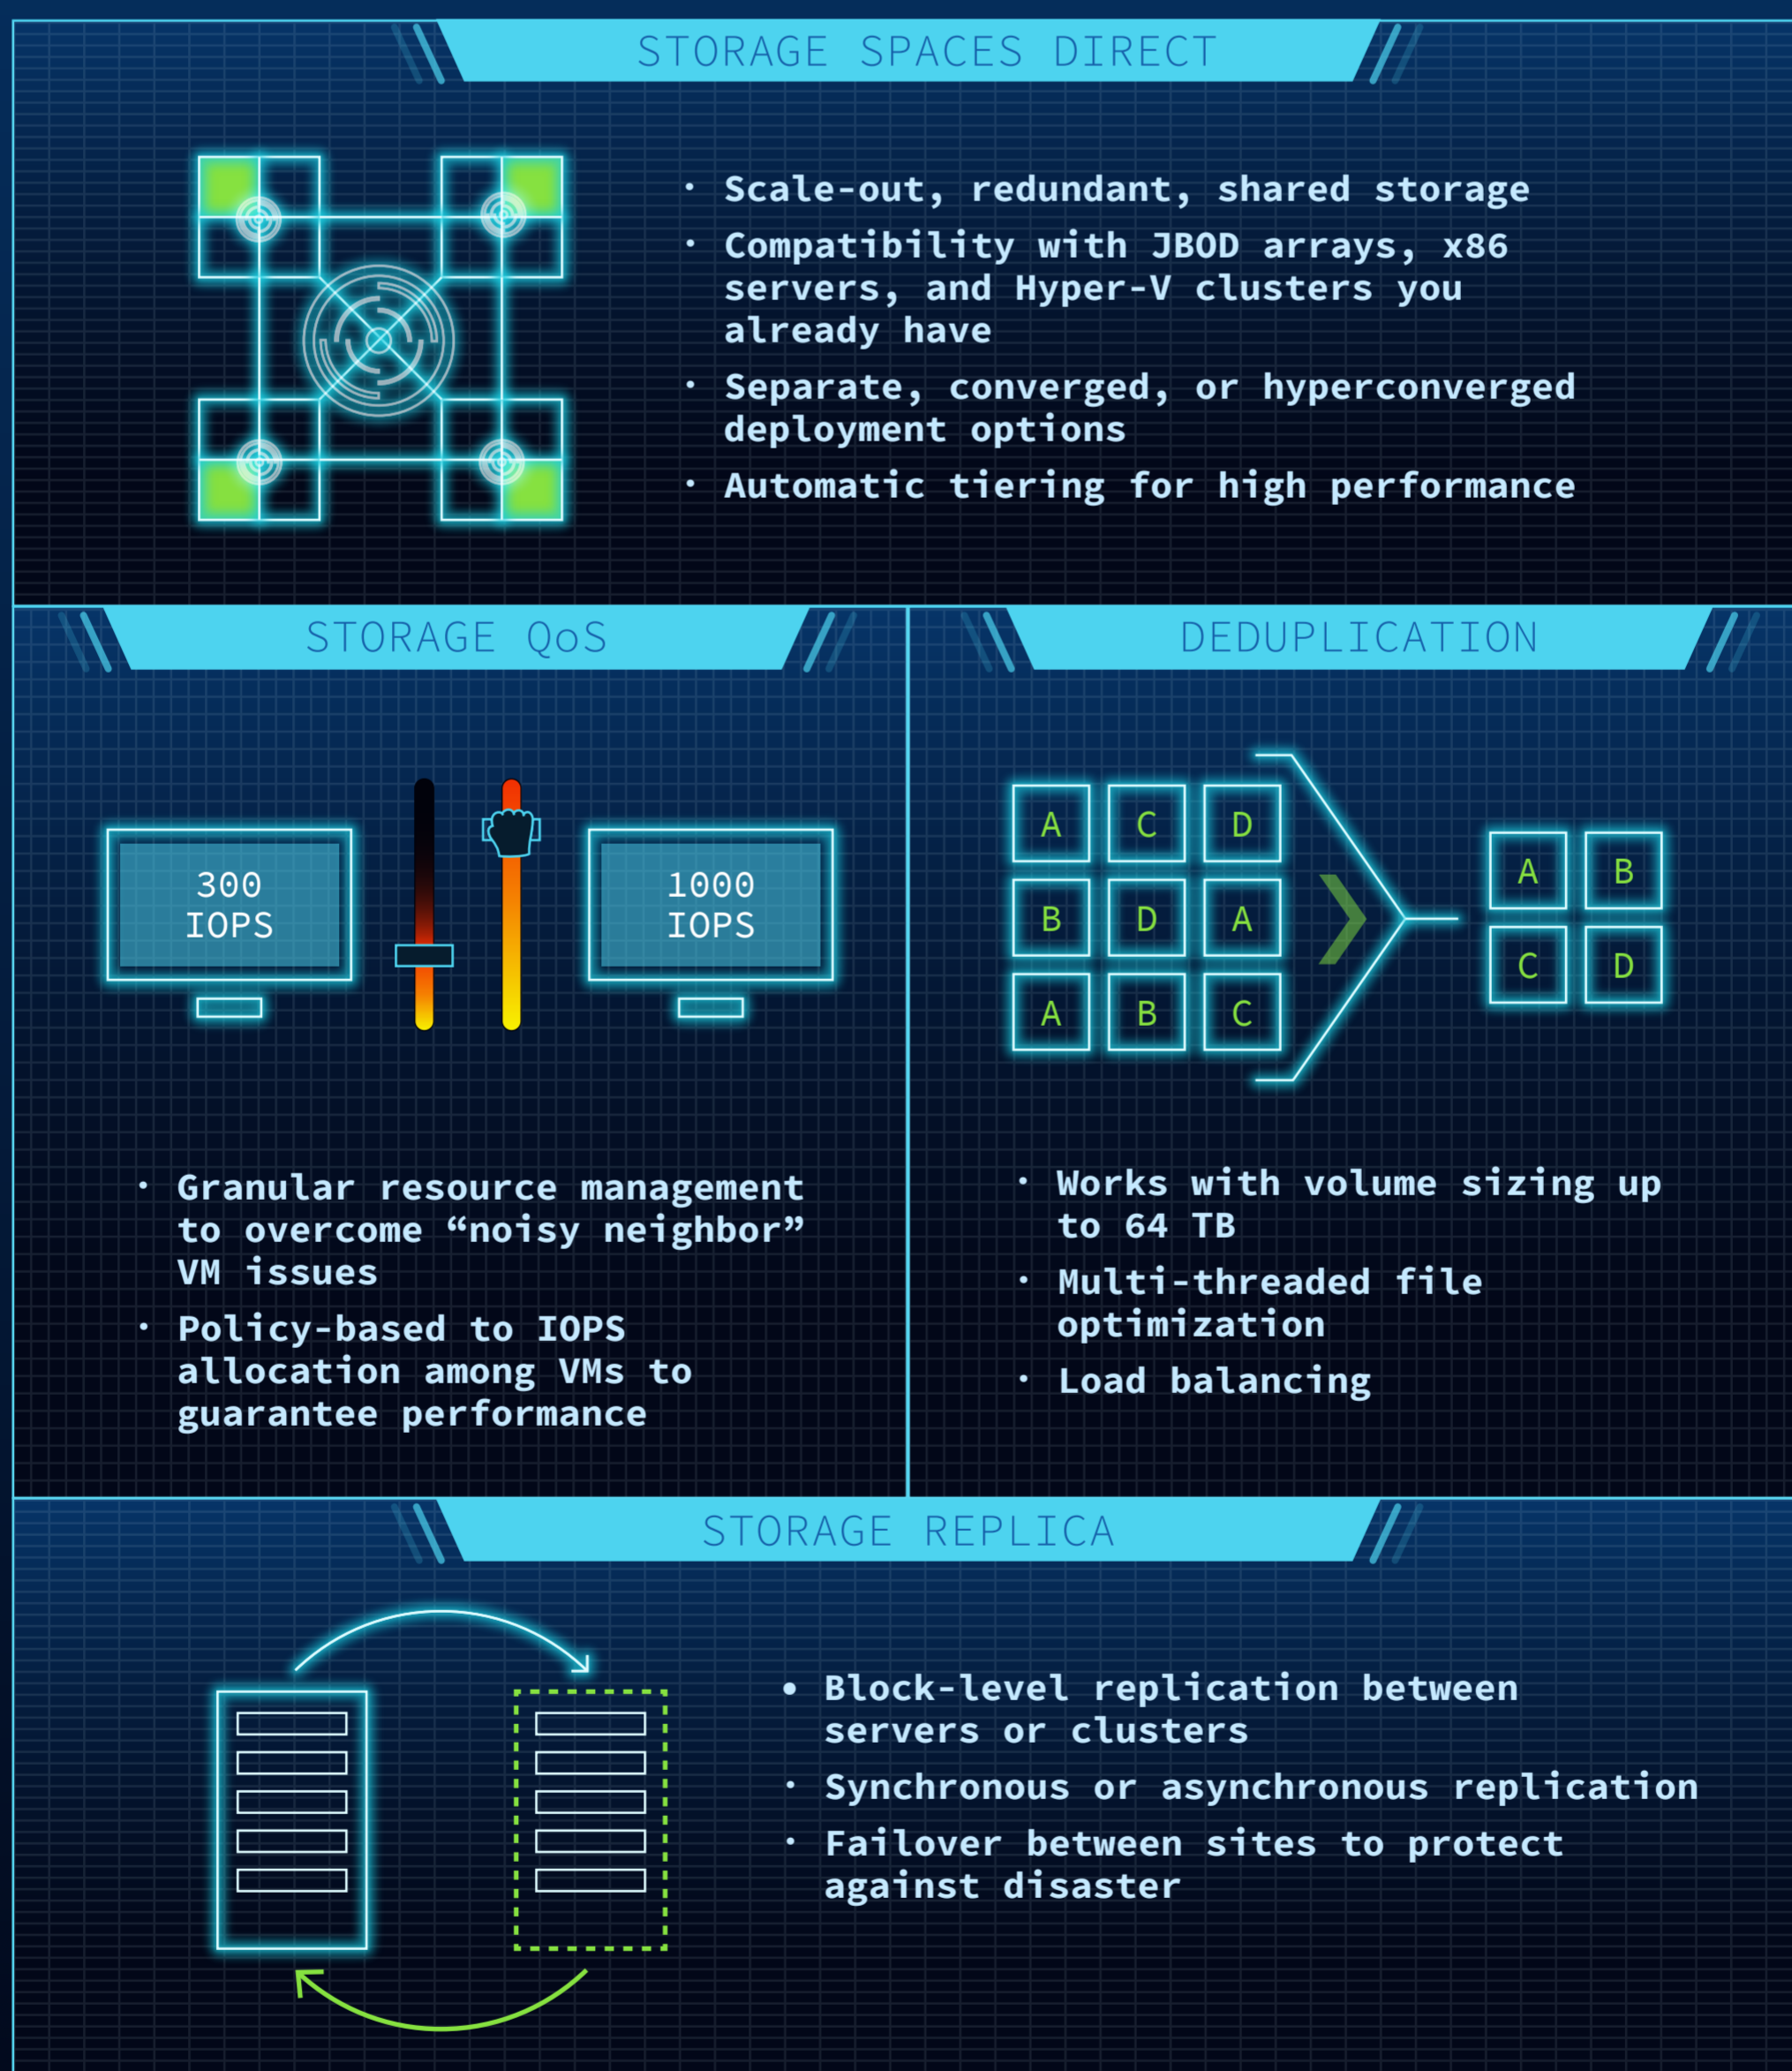 STORAGE SPACES DIRECT
• Scale-out, redundant, shared storage
• Compatibility with JBOD arrays, x86
servers, and Hyper-V clusters you
already have
• Separate, converged, or hyperconverged
deployment options
• Automatic tiering for high performance
STORAGE QoS
300
IOPS
1000
IOPS
• Granular resource management
to overcome “noisy neighbor”
VM issues
• Policy-based to IOPS
allocation among VMs to
guarantee performance
DEDUPLICATION
A C D
B D A
A B C
A B
C D
• Works with volume sizing up
to 64 TB
• Multi-threaded file
optimization
• Load balancing
STORAGE REPLICA
• Block-level replication between
servers or clusters
• Synchronous or asynchronous replication
• Failover between sites to protect
against disaster